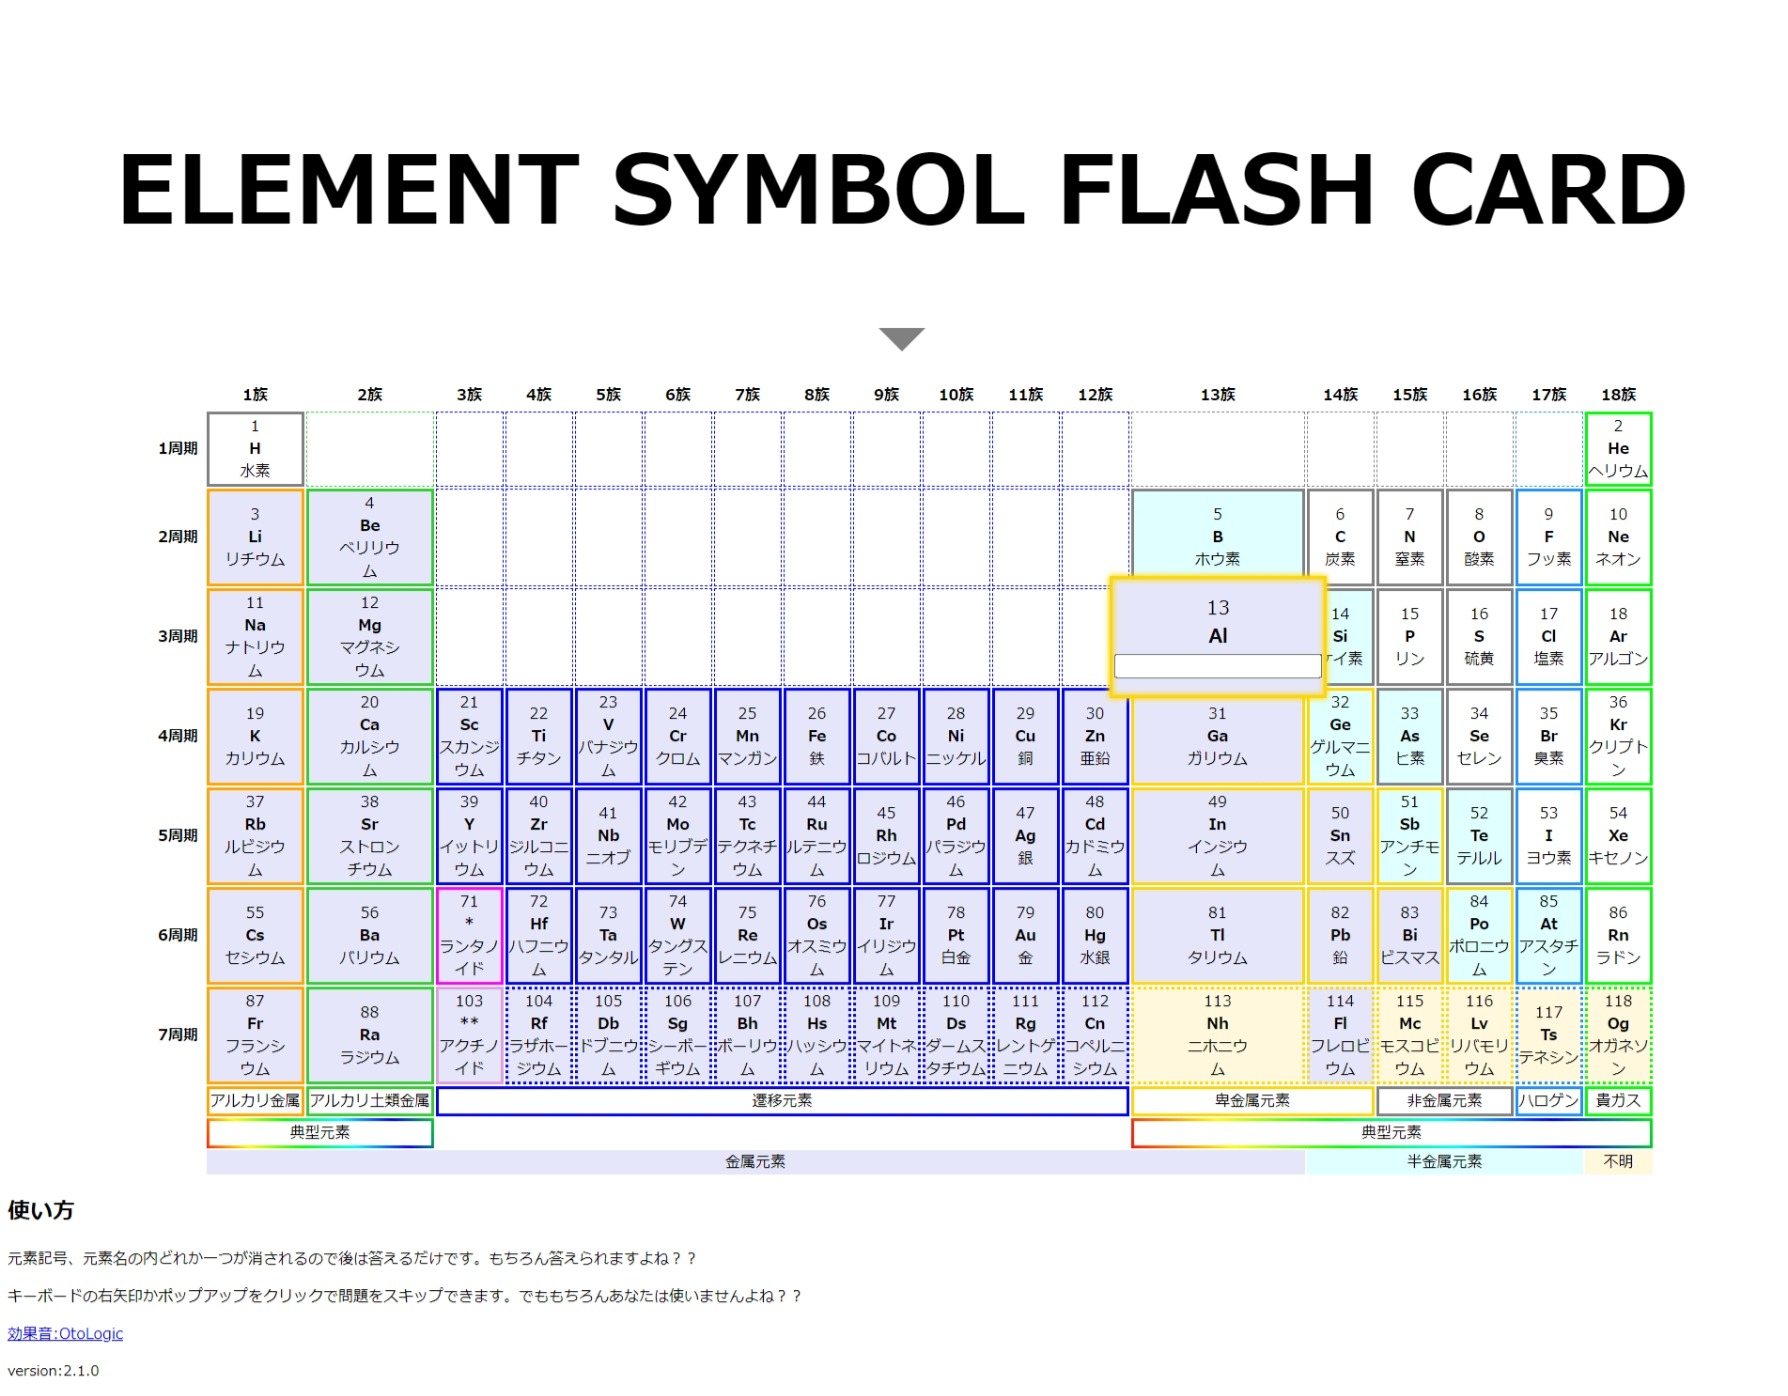 ELEMENT SYMBOL FLASH CARD
1族 2族 3族 4族 5族 6族 7族 8族 9族 10族 11族 12族 13族 14族 15族 16族 17族 18族
1周期
1 H 水素
2 He ヘリウム
2周期
3 Li リチウム
4 Be ベリリウム
5 B ホウ素
6 C 炭素
7 N 窒素
8 O 酸素
9 F フッ素
10 Ne ネオン
3周期
11 Na ナトリウム
12 Mg マグネシウム
13 Al
14 Si イ素
15 P リン
16 S 硫黄
17 Cl 塩素
18 Ar アルゴン
4周期
19 K カリウム
20 Ca カルシウム
21 Sc スカンジウム
22 Ti チタン
23 V バナジウム
24 Cr クロム
25 Mn マンガン
26 Fe 鉄
27 Co コバルト
28 Ni ニッケル
29 Cu 銅
30 Zn 亜鉛
31 Ga ガリウム
32 Ge ゲルマニウム
33 As ヒ素
34 Se セレン
35 Br 臭素
36 Kr クリプトン
5周期
37 Rb ルビジウム
38 Sr ストロンチウム
39 Y イットリウム
40 Zr ジルコニウム
41 Nb ニオブ
42 Mo モリブデン
43 Tc テクネチウム
44 Ru ルテニウム
45 Rh ロジウム
46 Pd パラジウム
47 Ag 銀
48 Cd カドミウム
49 In インジウム
50 Sn スズ
51 Sb アンチモン
52 Te テルル
53 I ヨウ素
54 Xe キセノン
6周期
55 Cs セシウム
56 Ba バリウム
71 * ランタノイド
72 Hf ハフニウム
73 Ta タンタル
74 W タングステン
75 Re レニウム
76 Os オスミウム
77 Ir イリジウム
78 Pt 白金
79 Au 金
80 Hg 水銀
81 Tl タリウム
82 Pb 鉛
83 Bi ビスマス
84 Po ポロニウム
85 At アスタチン
86 Rn ラドン
7周期
87 Fr フランシウム
88 Ra ラジウム
103 ** アクチノイド
104 Rf ラザホージウム
105 Db ドブニウム
106 Sg シーボーギウム
107 Bh ボーリウム
108 Hs ハッシウム
109 Mt マイトネリウム
110 Ds ダームスタチウム
111 Rg レントゲニウム
112 Cn コペルニシウム
113 Nh ニホニウム
114 Fl フレロビウム
115 Mc モスコビウム
116 Lv リバモリウム
117 Ts テネシン
118 Og オガネソン
アルカリ金属 アルカリ土類金属 遷移元素 卑金属元素 非金属元素 ハロゲン 貴ガス
典型元素 典型元素
金属元素 半金属元素 不明
使い方
元素記号、元素名の内どれか一つが消されるので後は答えるだけです。もちろん答えられますよね？？
キーボードの右矢印かポップアップをクリックで問題をスキップできます。でももちろんあなたは使いませんよね？？
効果音:OtoLogic
version:2.1.0